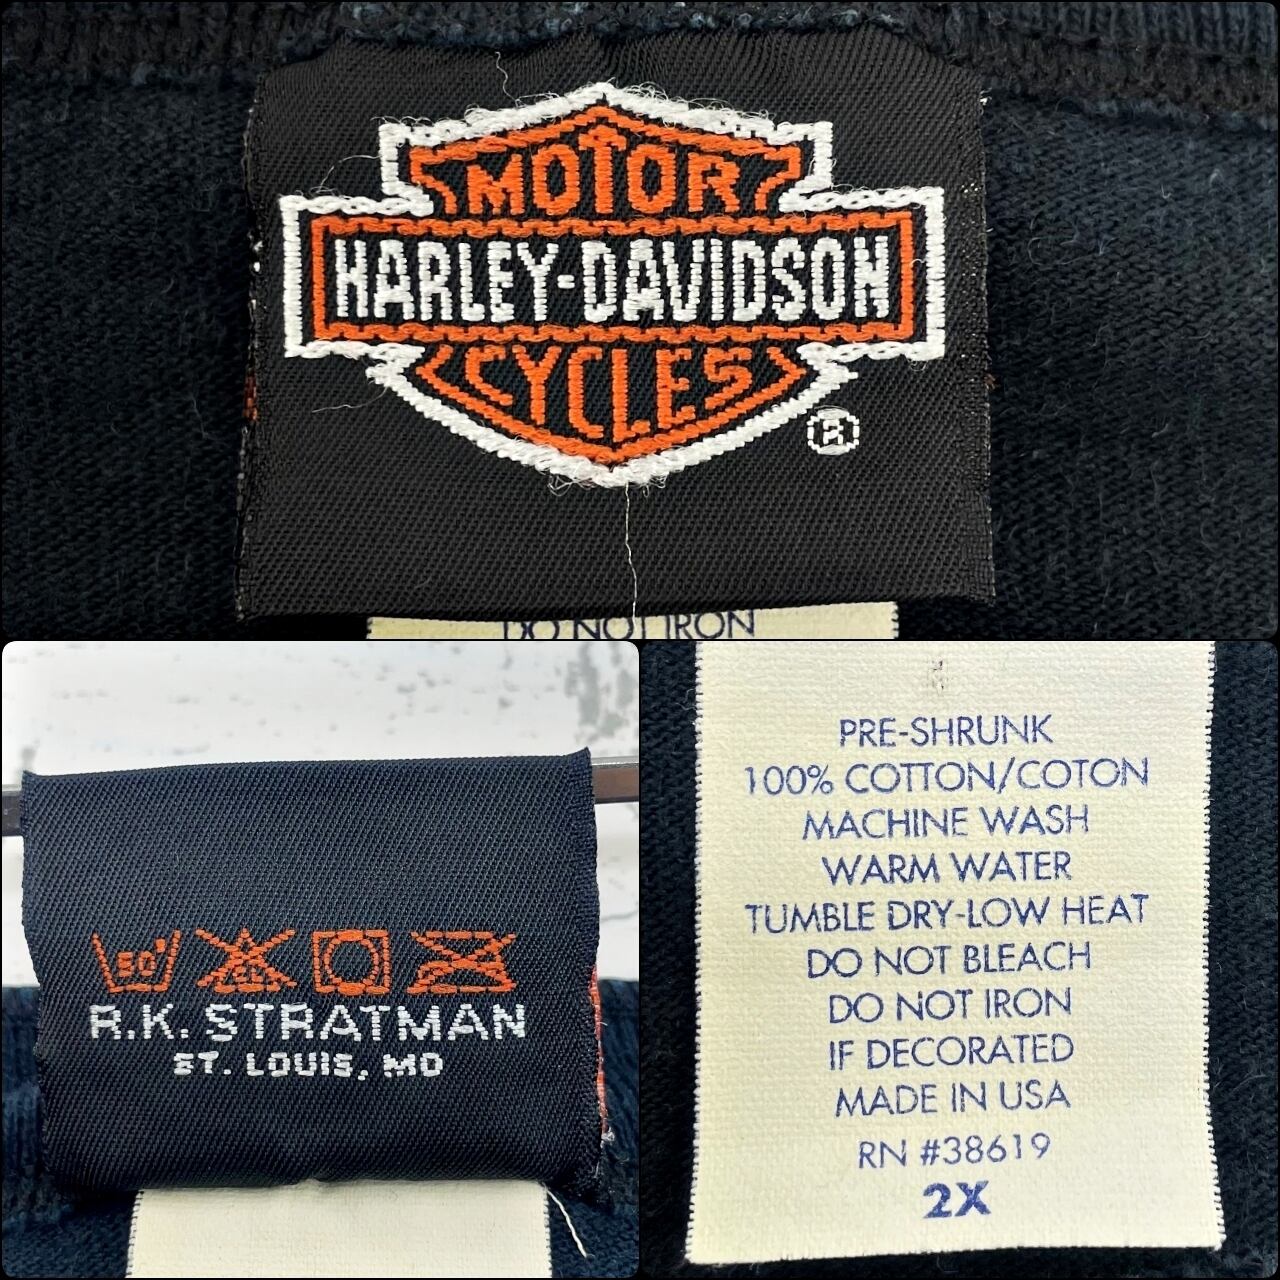 MOTOR
HARLEY-DAVIDSON
CYCLES
®
DO NOT IRON
50°
CL
R.K. STRATMAN
ST. LOUIS, MO
PRE-SHRUNK
100% COTTON/COTON
MACHINE WASH
WARM WATER
TUMBLE DRY-LOW HEAT
DO NOT BLEACH
DO NOT IRON
IF DECORATED
MADE IN USA
RN #38619
2X